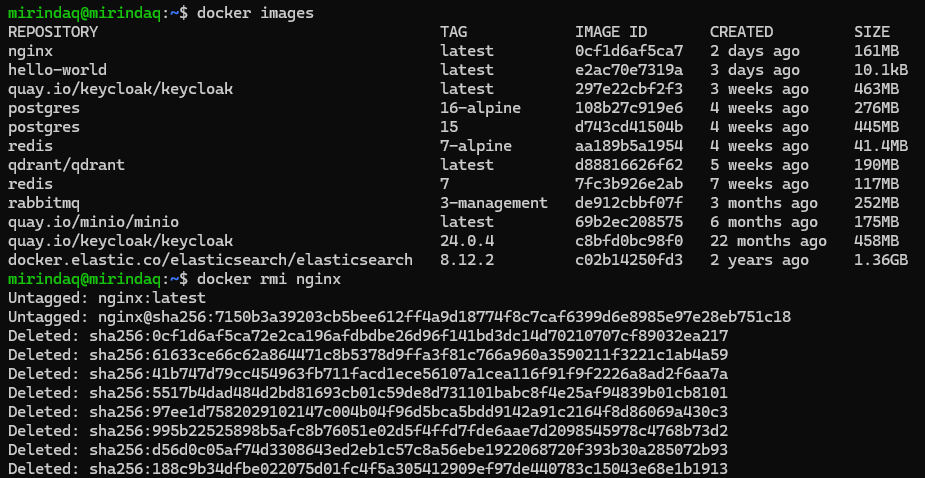 mirindaq@mirindaq:~$ docker images
REPOSITORY TAG IMAGE ID CREATED SIZE
nginx latest 0cf1d6af5ca7 2 days ago 161MB
hello-world latest e2ac70e7319a 3 days ago 10.1kB
quay.io/keycloak/keycloak latest 297e22cbf2f3 3 weeks ago 463MB
postgres 16-alpine 108b27c919e6 4 weeks ago 276MB
postgres 15 d743cd41504b 4 weeks ago 445MB
redis 7-alpine aa189b5a1954 4 weeks ago 41.4MB
qdrant/qdrant latest d88816626f62 5 weeks ago 190MB
redis 7 7fc3b926e2ab 7 weeks ago 117MB
rabbitmq 3-management de912cbbf07f 3 months ago 252MB
quay.io/minio/minio latest 69b2ec208575 6 months ago 175MB
quay.io/keycloak/keycloak 24.0.4 c8bfd0bc98f0 22 months ago 458MB
docker.elastic.co/elasticsearch/elasticsearch 8.12.2 c02b14250fd3 2 years ago 1.36GB
mirindaq@mirindaq:~$ docker rmi nginx
Untagged: nginx:latest
Untagged: nginx@sha256:7150b3a39203cb5bee612ff4a9d18774f8c7caf6399d6e8985e97e28eb751c18
Deleted: sha256:0cf1d6af5ca72e2ca196afdbdbe26d96f141bd3dc14d70210707cf89032ea217
Deleted: sha256:61633ce66c62a864471c8b5378d9ffa3f81c766a960a3590211f3221c1ab4a59
Deleted: sha256:41b747d79cc454963fb711facd1ece56107a1cea116f91f9f2226a8ad2f6aa7a
Deleted: sha256:5517b4dad484d2bd81693cb01c59de8d731101babc8f4e25af94839b01cb8101
Deleted: sha256:97ee1d7582029102147c004b04f96d5bca5bdd9142a91c2164f8d86069a430c3
Deleted: sha256:995b22525898b5afc8b76051e02d5f4ffd7fde6aae7d2098545978c4768b73d2
Deleted: sha256:d56d0c05af74d3308643ed2eb1c57c8a56ebe1922068720f393b30a285072b93
Deleted: sha256:188c9b34dfbe022075d01fc4f5a305412909ef97de440783c15043e68e1b1913